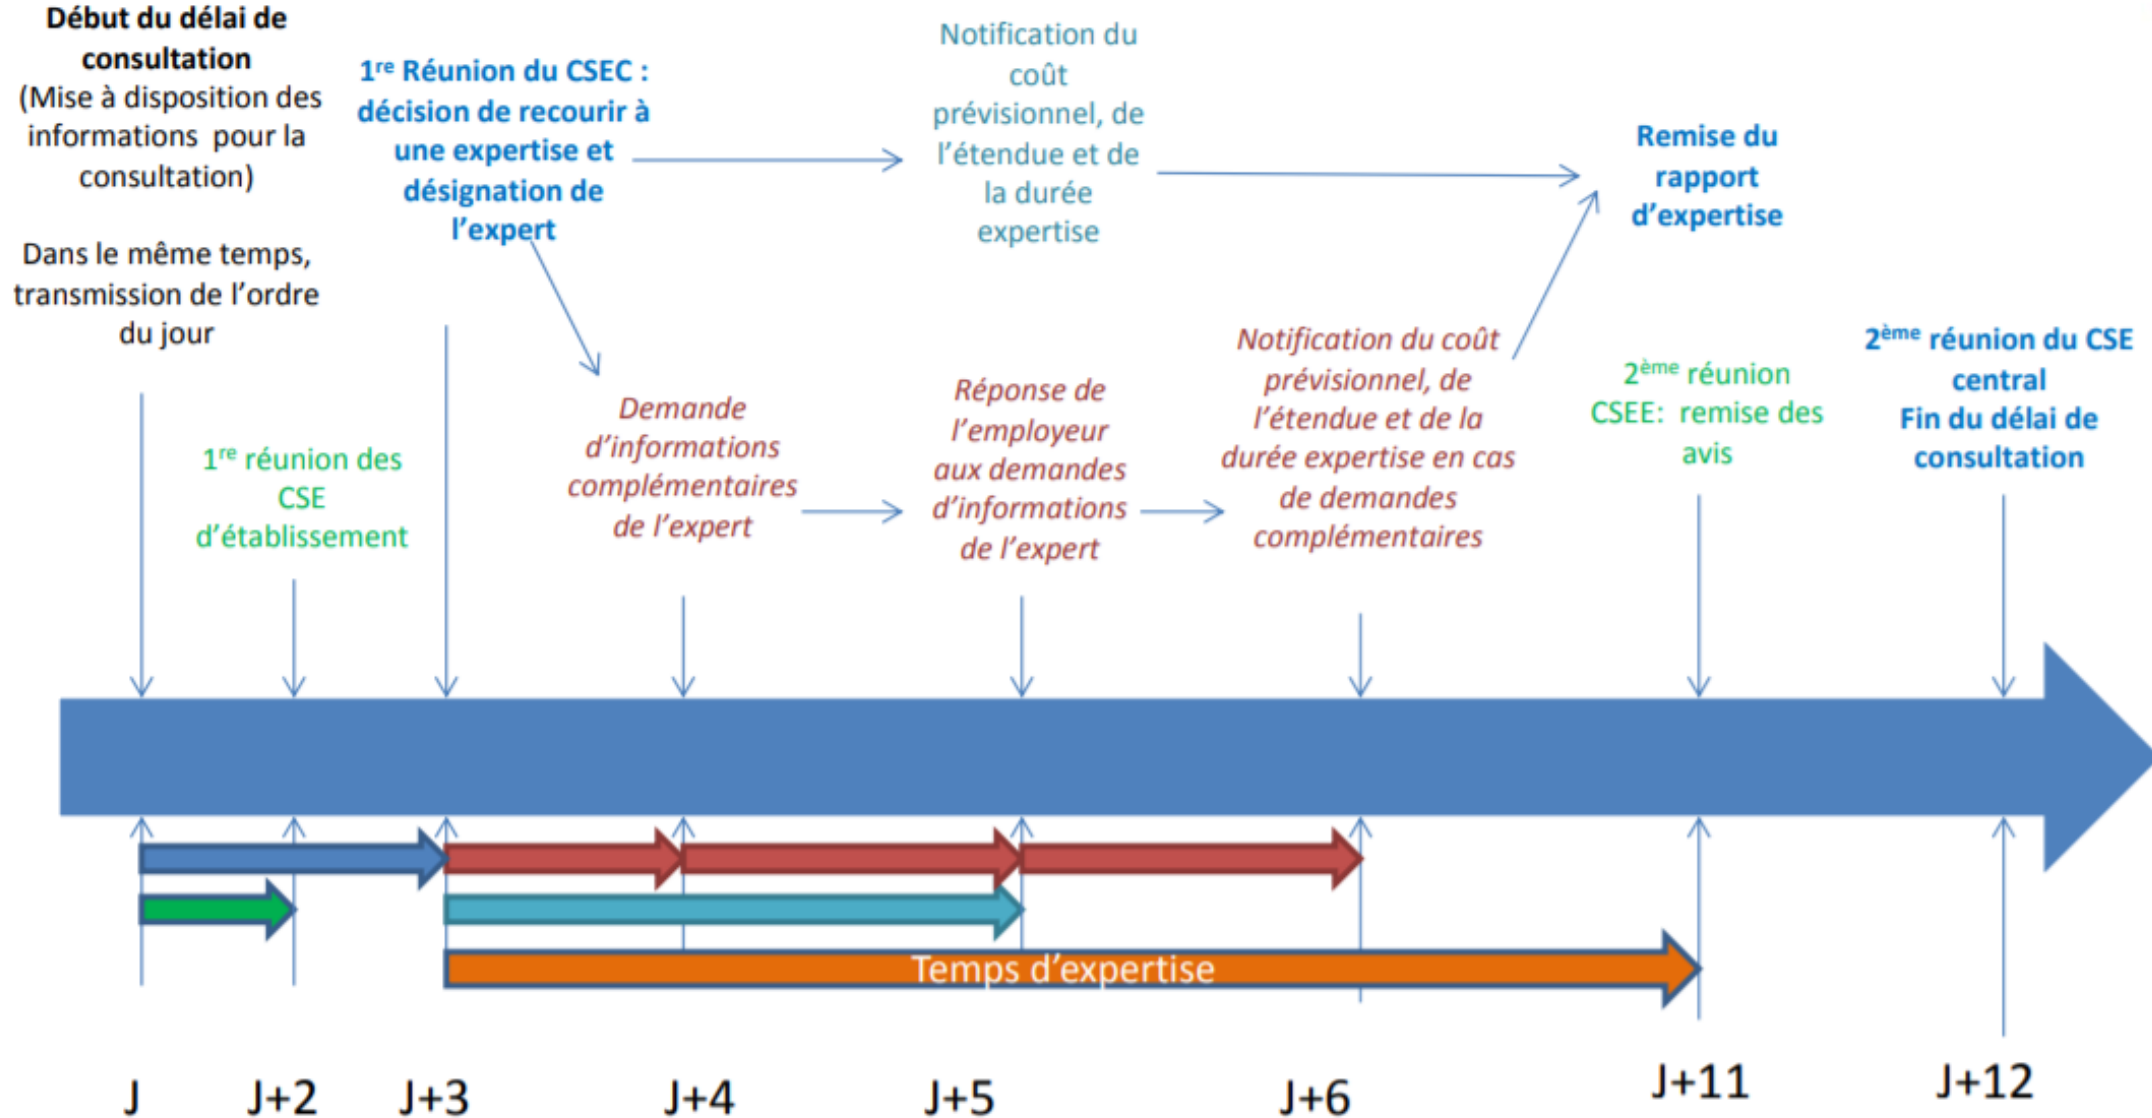 Début du délai de
consultation
(Mise à disposition des
informations pour la
consultation)
Dans le même temps,
transmission de l'ordre
du jour
1re réunion des
CSE
d'établissement
1re Réunion du CSEC :
décision de recourir à
une expertise et
désignation de
l'expert
Notification du
coût
prévisionnel, de
l'étendue et de
la durée
expertise
Remise du
rapport
d'expertise
Demande
d'informations
complémentaires
de l'expert
Réponse de
l'employeur
aux demandes
d'informations
de l'expert
Notification du coût
prévisionnel, de
l'étendue et de la
durée expertise en cas
de demandes
complémentaires
2ème réunion
CSEE: remise des
avis
2ème réunion du CSE
central
Fin du délai de
consultation
Temps d'expertise
J
J+2
J+3
J+4
J+5
J+6
J+11
J+12